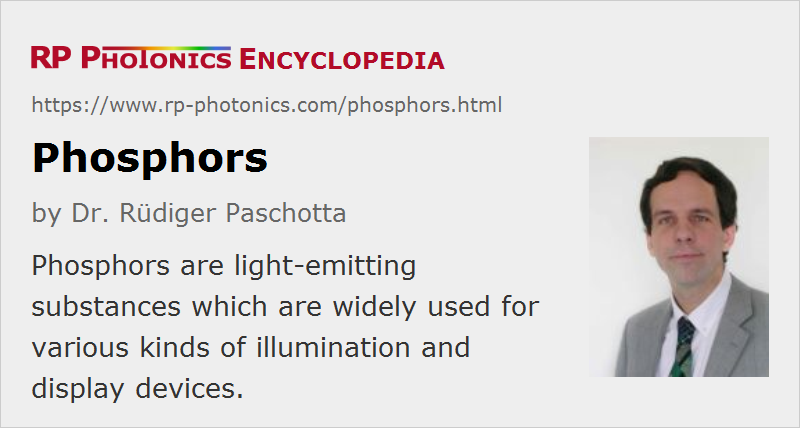 RP PHOTONICS ENCYCLOPEDIA
https://www.rp-photonics.com/phosphors.html
Phosphors
by Dr. Rüdiger Paschotta
Phosphors are light-emitting
substances which are widely used for
various kinds of illumination and
display devices.